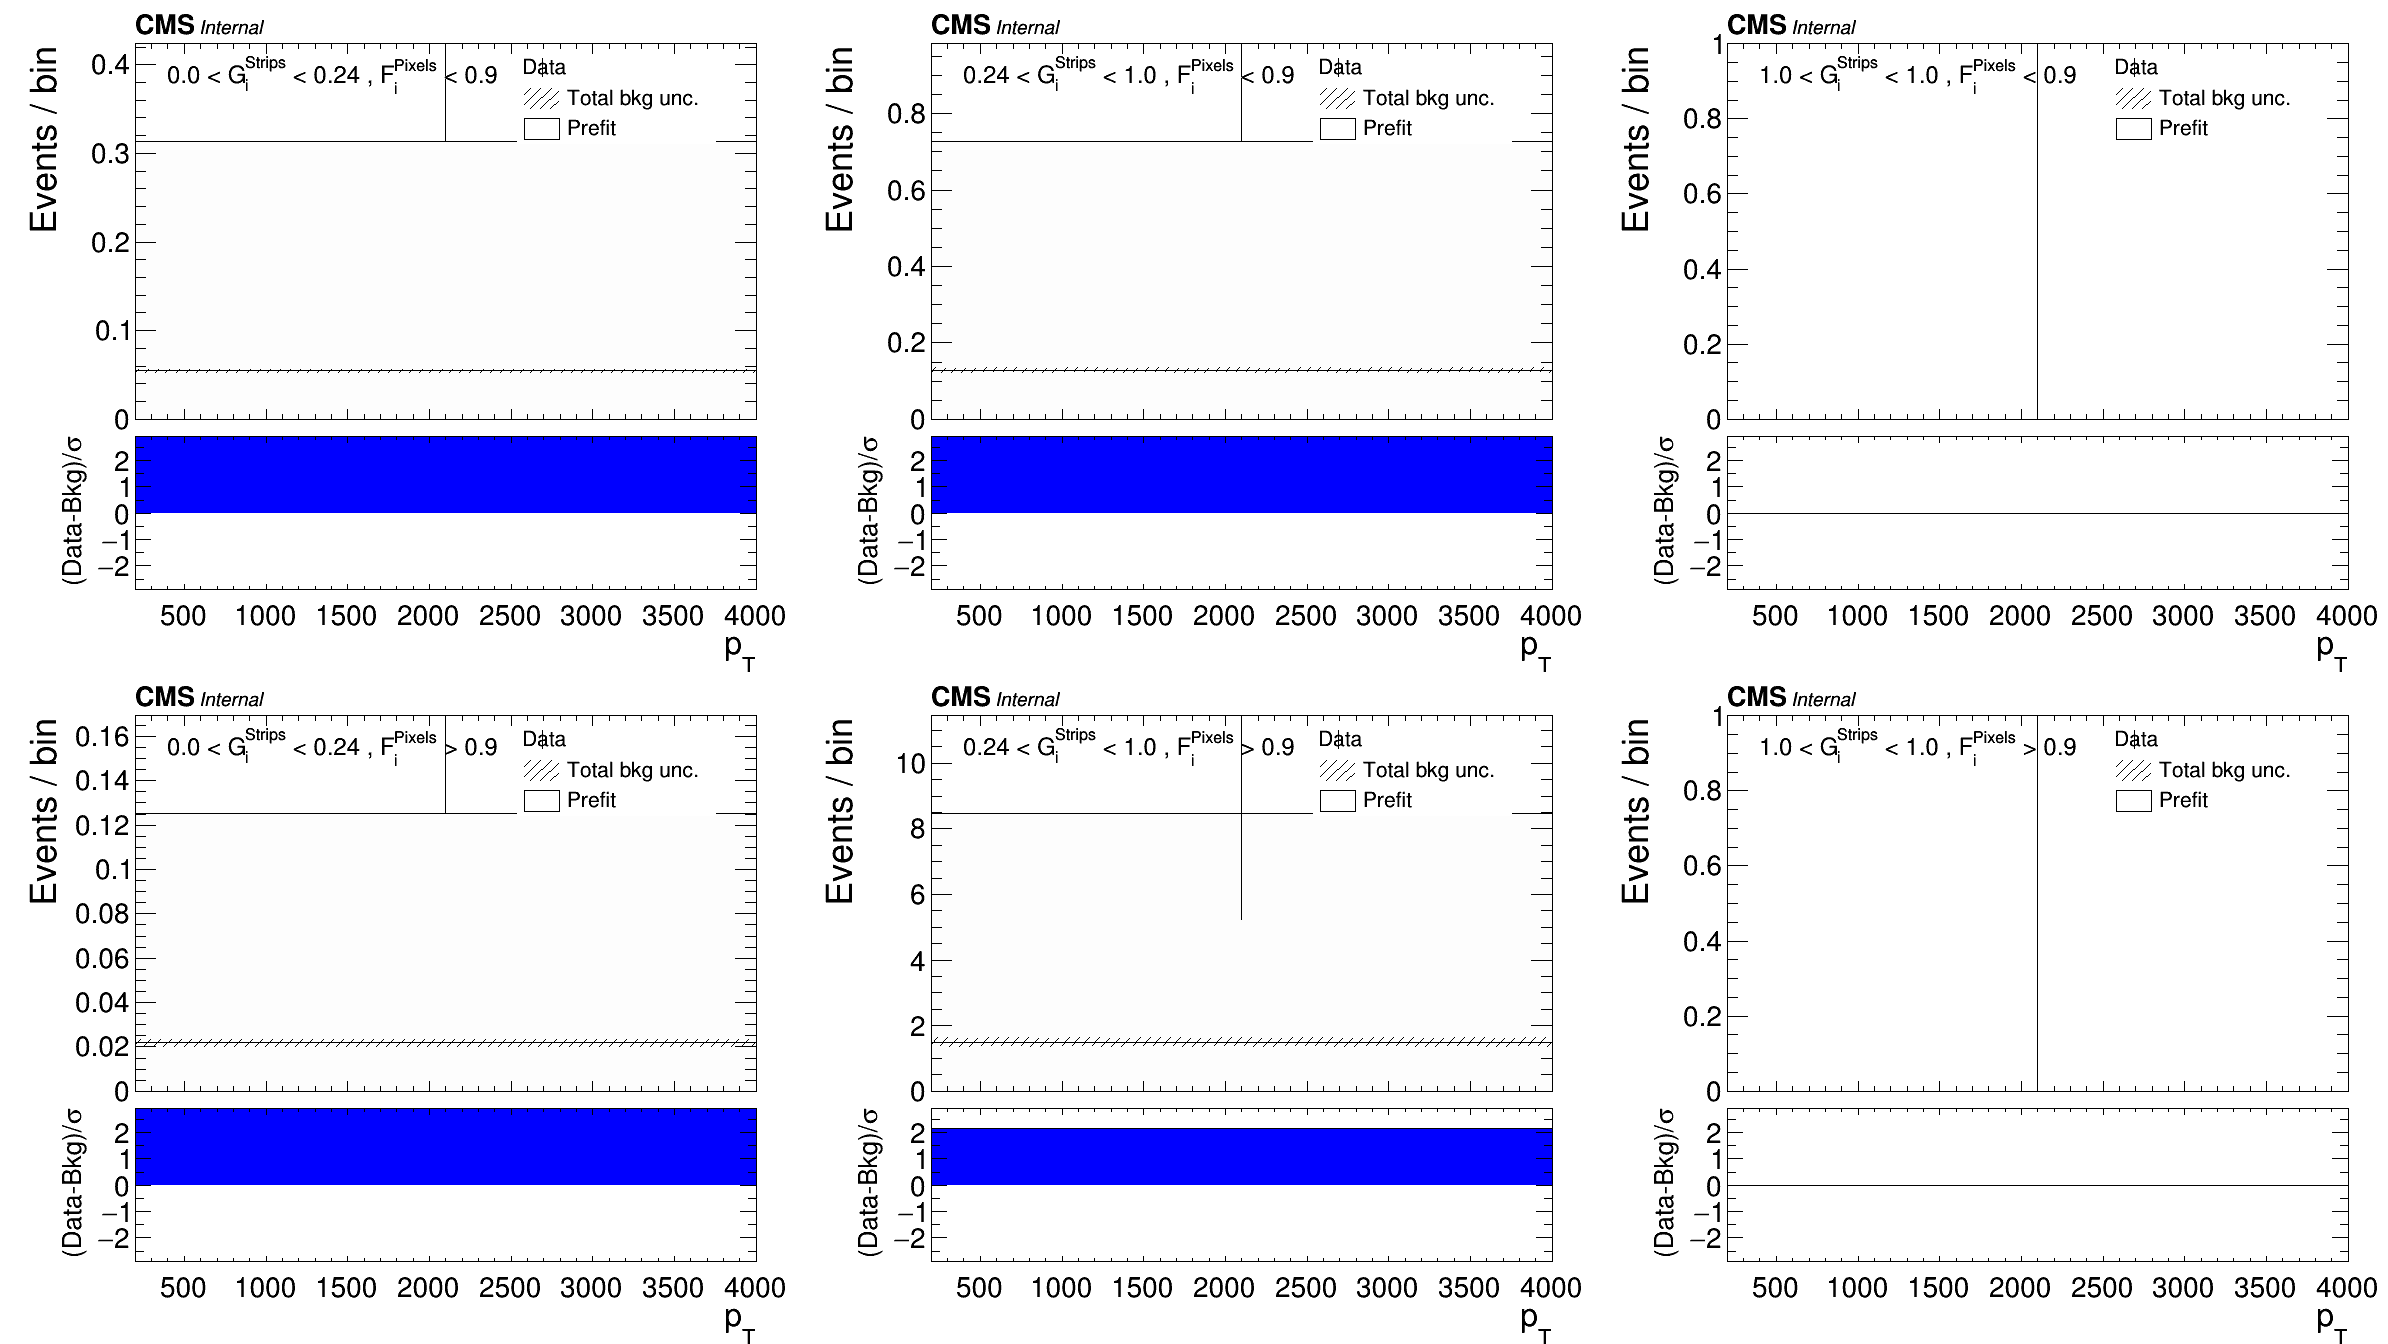 CMS Internal
Events / bin
0.0 < G_i^Strips < 0.24 , F_i^Pixels < 0.9
Data
Total bkg unc.
Prefit
0.4
0.3
0.2
0.1
0
(Data-Bkg)/σ
2
1
0
−1
−2
500 1000 1500 2000 2500 3000 3500 4000
p_T
CMS Internal
Events / bin
0.24 < G_i^Strips < 1.0 , F_i^Pixels < 0.9
Data
Total bkg unc.
Prefit
0.8
0.6
0.4
0.2
0
(Data-Bkg)/σ
2
1
0
−1
−2
500 1000 1500 2000 2500 3000 3500 4000
p_T
CMS Internal
Events / bin
1.0 < G_i^Strips < 1.0 , F_i^Pixels < 0.9
Data
Total bkg unc.
Prefit
1
0.8
0.6
0.4
0.2
0
(Data-Bkg)/σ
2
1
0
−1
−2
500 1000 1500 2000 2500 3000 3500 4000
p_T
CMS Internal
Events / bin
0.0 < G_i^Strips < 0.24 , F_i^Pixels > 0.9
Data
Total bkg unc.
Prefit
0.16
0.14
0.12
0.1
0.08
0.06
0.04
0.02
0
(Data-Bkg)/σ
2
1
0
−1
−2
500 1000 1500 2000 2500 3000 3500 4000
p_T
CMS Internal
Events / bin
0.24 < G_i^Strips < 1.0 , F_i^Pixels > 0.9
Data
Total bkg unc.
Prefit
10
8
6
4
2
0
(Data-Bkg)/σ
2
1
0
−1
−2
500 1000 1500 2000 2500 3000 3500 4000
p_T
CMS Internal
Events / bin
1.0 < G_i^Strips < 1.0 , F_i^Pixels > 0.9
Data
Total bkg unc.
Prefit
1
0.8
0.6
0.4
0.2
0
(Data-Bkg)/σ
2
1
0
−1
−2
500 1000 1500 2000 2500 3000 3500 4000
p_T